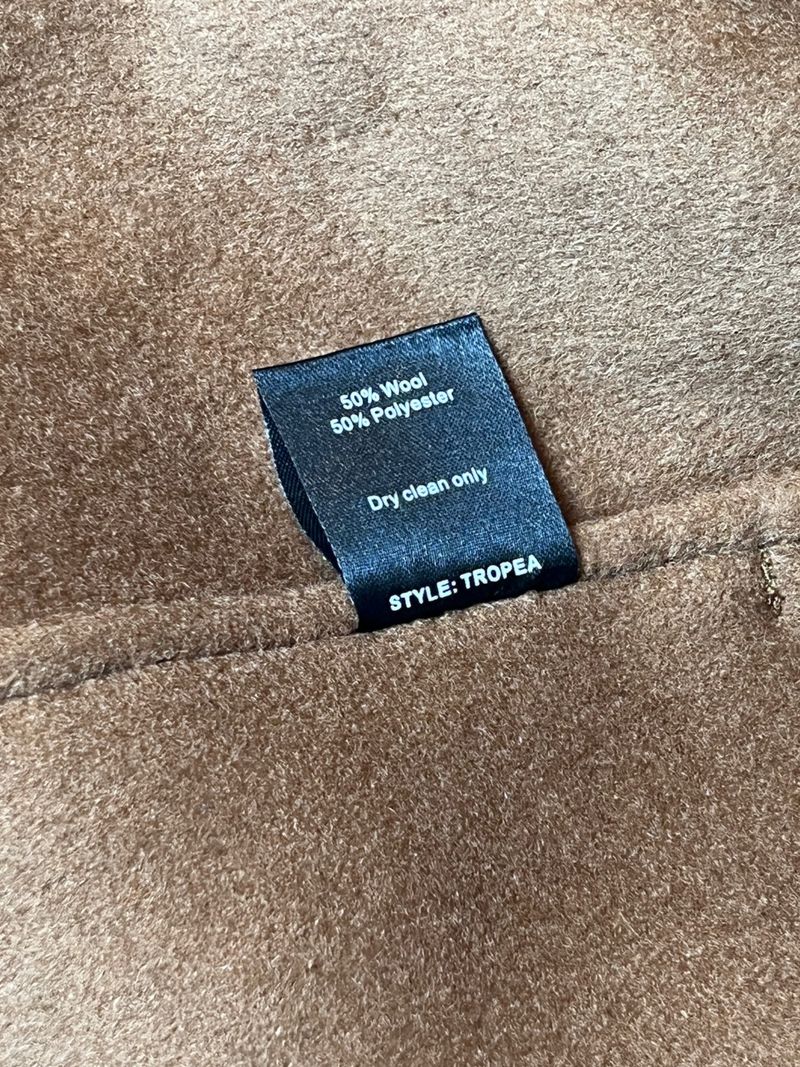 50% Wool
50% Polyester
Dry clean only
STYLE: TROPEA